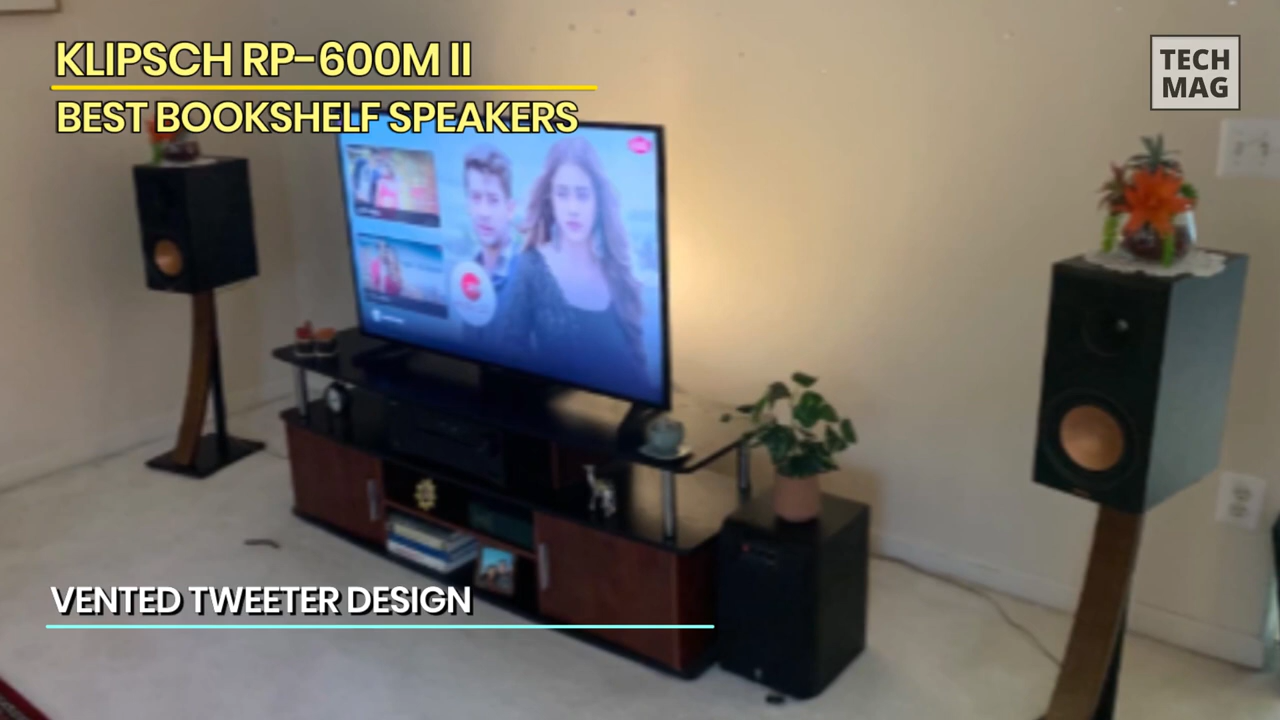 KLIPSCH RP-600M II
BEST BOOKSHELF SPEAKERS
TECH
MAG
VENTED TWEETER DESIGN